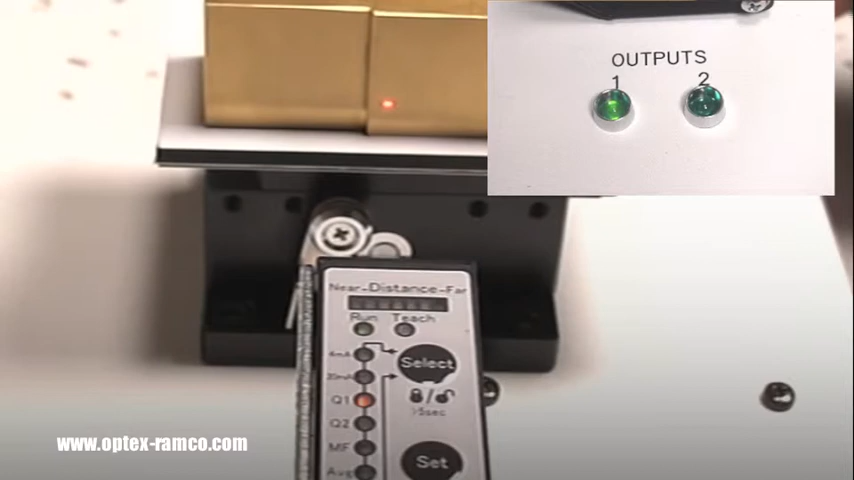 OUTPUTS
1 2
Near-Distance-Far
Run Teach
4mA
20mA
Select
Q1
>5sec
Q2
MF
Set
Avg
www.optex-ramco.com